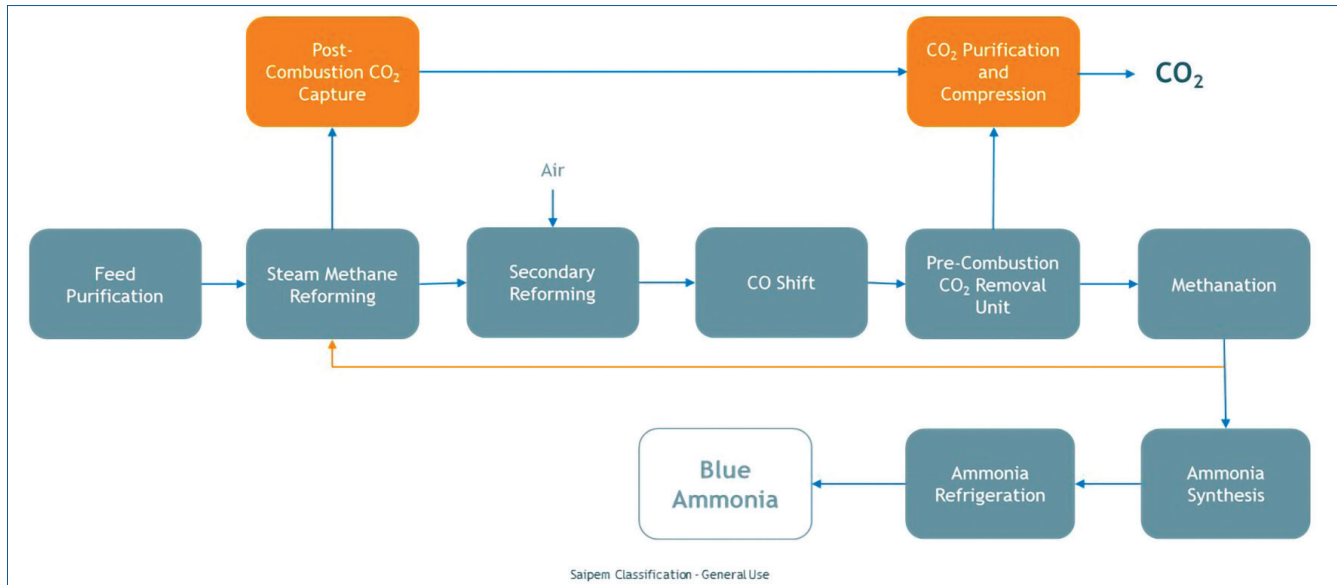 Post-
Combustion CO₂
Capture
CO₂ Purification
and
Compression
CO₂
Air
Feed
Purification
Steam Methane
Reforming
Secondary
Reforming
CO Shift
Pre-Combustion
CO₂ Removal
Unit
Methanation
Blue
Ammonia
Ammonia
Refrigeration
Ammonia
Synthesis
Saipem Classification - General Use